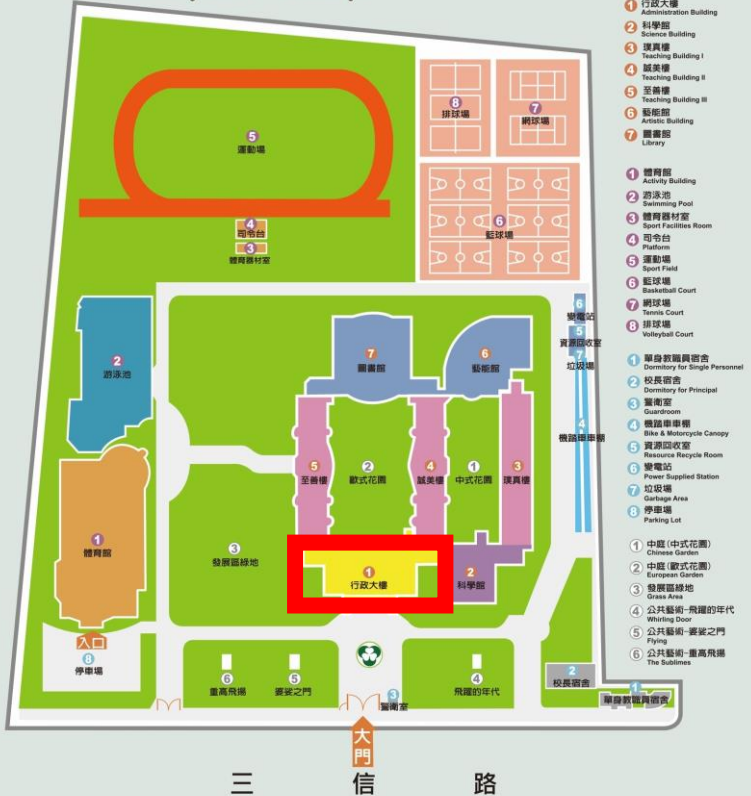 1 行政大樓
Administration Building
2 科學館
Science Building
3 璞真樓
Teaching Building I
4 誠美樓
Teaching Building II
5 至善樓
Teaching Building III
6 藝能館
Artistic Building
7 圖書館
Library
1 體育館
Activity Building
2 游泳池
Swimming Pool
3 體育器材室
Sport Facilities Room
4 司令台
Platform
5 運動場
Sport Field
6 籃球場
Basketball Court
7 網球場
Tennis Court
8 排球場
Volleyball Court
1 單身教職員宿舍
Dormitory for Single Personnel
2 校長宿舍
Dormitory for Principal
3 警衛室
Guardroom
4 機踏車車棚
Bike & Motorcycle Canopy
5 資源回收室
Resource Recycle Room
6 變電站
Power Supplied Station
7 垃圾場
Garbage Area
8 停車場
Parking Lot
1 中庭(中式花園)
Chinese Garden
2 中庭(歐式花園)
European Garden
3 發展區綠地
Grass Area
4 公共藝術-飛躍的年代
Whirling Door
5 公共藝術-婆娑之門
Flying
6 公共藝術-重高飛揚
The Sublimes
8
排球場
7
網球場
5
運動場
4
司令台
3
體育器材室
6
籃球場
6
變電站
5
資源回收室
7
垃圾場
4
機踏車車棚
2
游泳池
7
圖書館
6
藝能館
5
至善樓
2
歐式花園
4
誠美樓
1
中式花園
3
璞真樓
1
體育館
3
發展區綠地
1
行政大樓
2
科學館
入口
8
停車場
6
重高飛揚
5
婆娑之門
3
警衛室
4
飛躍的年代
2
校長宿舍
1
單身教職員宿舍
大門
三信路